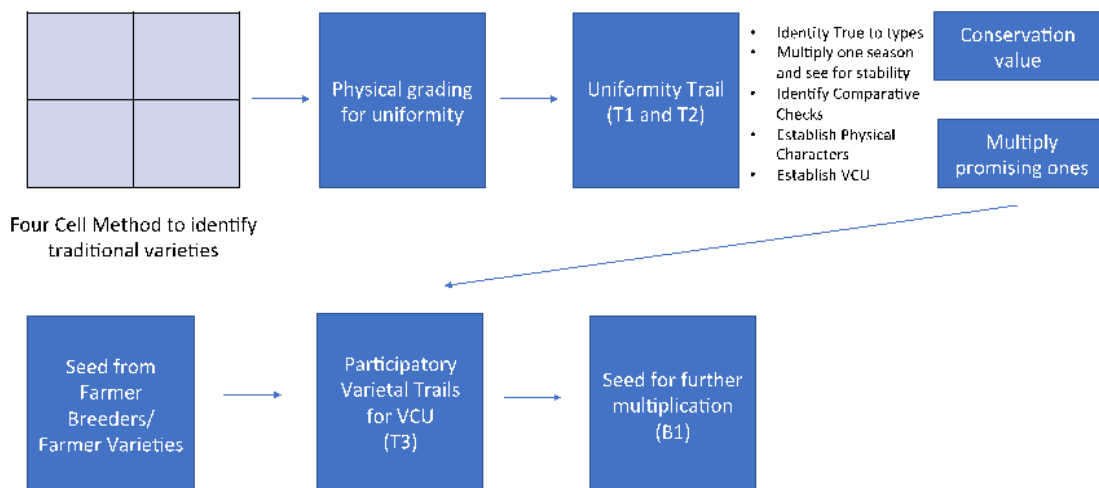 Physical grading
for uniformity
Uniformity Trail
(T1 and T2)
• Identity True to types
• Multiply one season
and see for stability
• Identify Comparative
Checks
• Establish Physical
Characters
• Establish VCU
Conservation
value
Multiply
promising ones
Four Cell Method to identify
traditional varieties
Seed from
Farmer
Breeders/
Farmer Varieties
Participatory
Varietal Trails
for VCU
(T3)
Seed for further
multiplication
(B1)